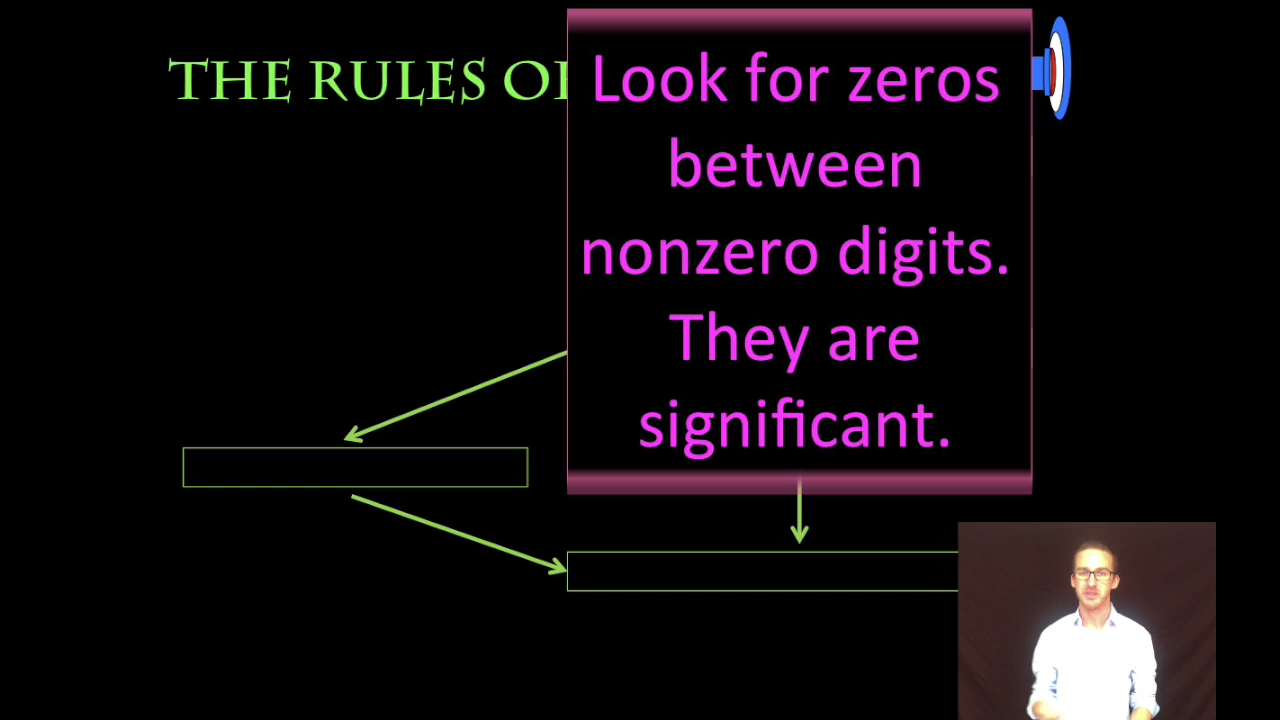 THE RULES OF
Look for zeros
between
nonzero digits.
They are
significant.